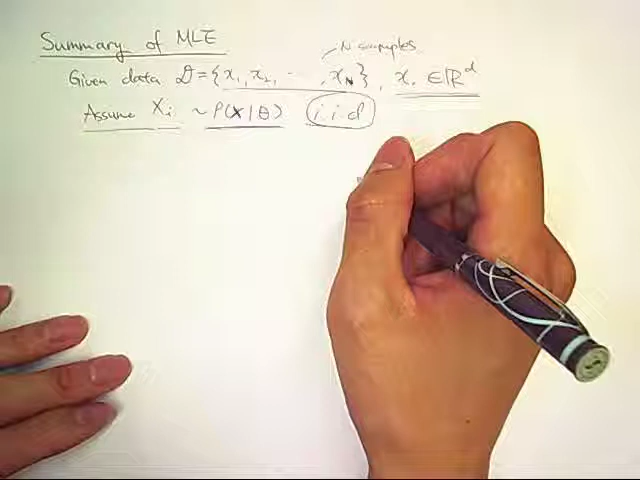 Summary of MLE
N samples
Given data D = {x₁, x₂, ⋯, x_N}, xᵢ ∈ ℝᵈ
Assume Xᵢ ~ P(X|θ) i.i.d